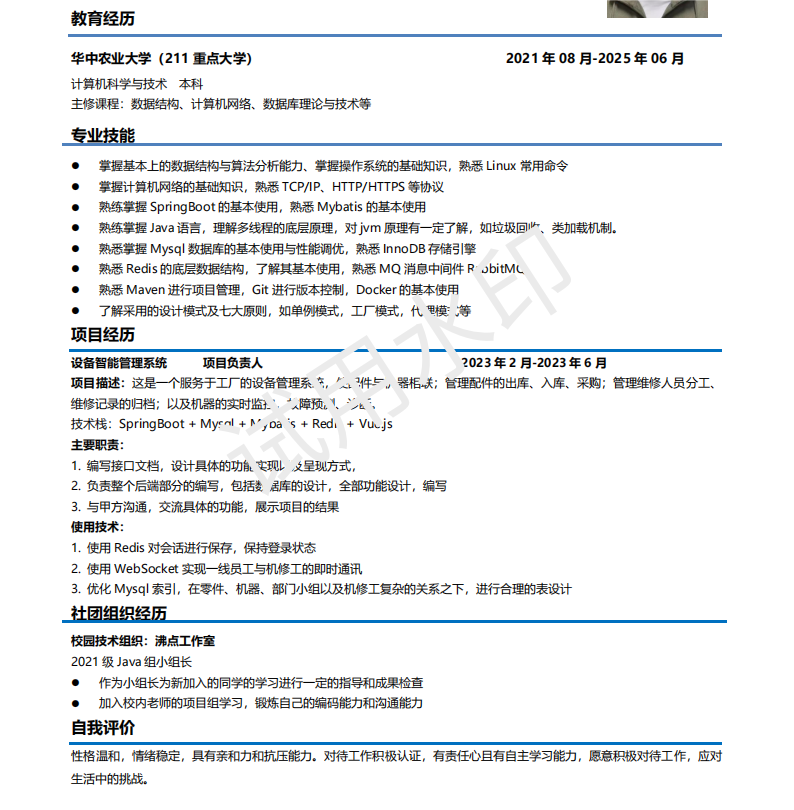 教育经历
华中农业大学（211 重点大学） 2021 年 08 月-2025 年 06 月
计算机科学与技术 本科
主修课程：数据结构、计算机网络、数据库理论与技术等
专业技能
● 掌握基本上的数据结构与算法分析能力、掌握操作系统的基础知识，熟悉 Linux 常用命令
● 掌握计算机网络的基础知识，熟悉 TCP/IP、HTTP/HTTPS 等协议
● 熟练掌握 SpringBoot 的基本使用，熟悉 Mybatis 的基本使用
● 熟练掌握 Java 语言，理解多线程的底层原理，对 jvm 原理有一定了解，如垃圾回收、类加载机制。
● 熟悉掌握 Mysql 数据库的基本使用与性能调优，熟悉 InnoDB 存储引擎
● 熟悉 Redis 的底层数据结构，了解其基本使用，熟悉 MQ 消息中间件 RabbitMQ
● 熟悉 Maven 进行项目管理，Git 进行版本控制，Docker 的基本使用
● 了解采用的设计模式及七大原则，如单例模式，工厂模式，代理模式等
项目经历
设备智能管理系统 项目负责人 2023 年 2 月-2023 年 6 月
项目描述：这是一个服务于工厂的设备管理系统，使配件与机器相联；管理配件的出库、入库、采购；管理维修人员分工、
维修记录的归档；以及机器的实时监控，故障预测、诊断。
技术栈：SpringBoot + Mysql + Mybatis + Redis + Vue.js
主要职责：
1. 编写接口文档，设计具体的功能实现以及呈现方式，
2. 负责整个后端部分的编写，包括数据库的设计，全部功能设计，编写
3. 与甲方沟通，交流具体的功能，展示项目的结果
使用技术：
1. 使用 Redis 对会话进行保存，保持登录状态
2. 使用 WebSocket 实现一线员工与机修工的即时通讯
3. 优化 Mysql 索引，在零件、机器、部门小组以及机修工复杂的关系之下，进行合理的表设计
社团组织经历
校园技术组织：沸点工作室
2021 级 Java 组小组长
● 作为小组长为新加入的同学的学习进行一定的指导和成果检查
● 加入校内老师的项目组学习，锻炼自己的编码能力和沟通能力
自我评价
性格温和，情绪稳定，具有亲和力和抗压能力。对待工作积极认证，有责任心且有自主学习能力，愿意积极对待工作，应对
生活中的挑战。
试用水印